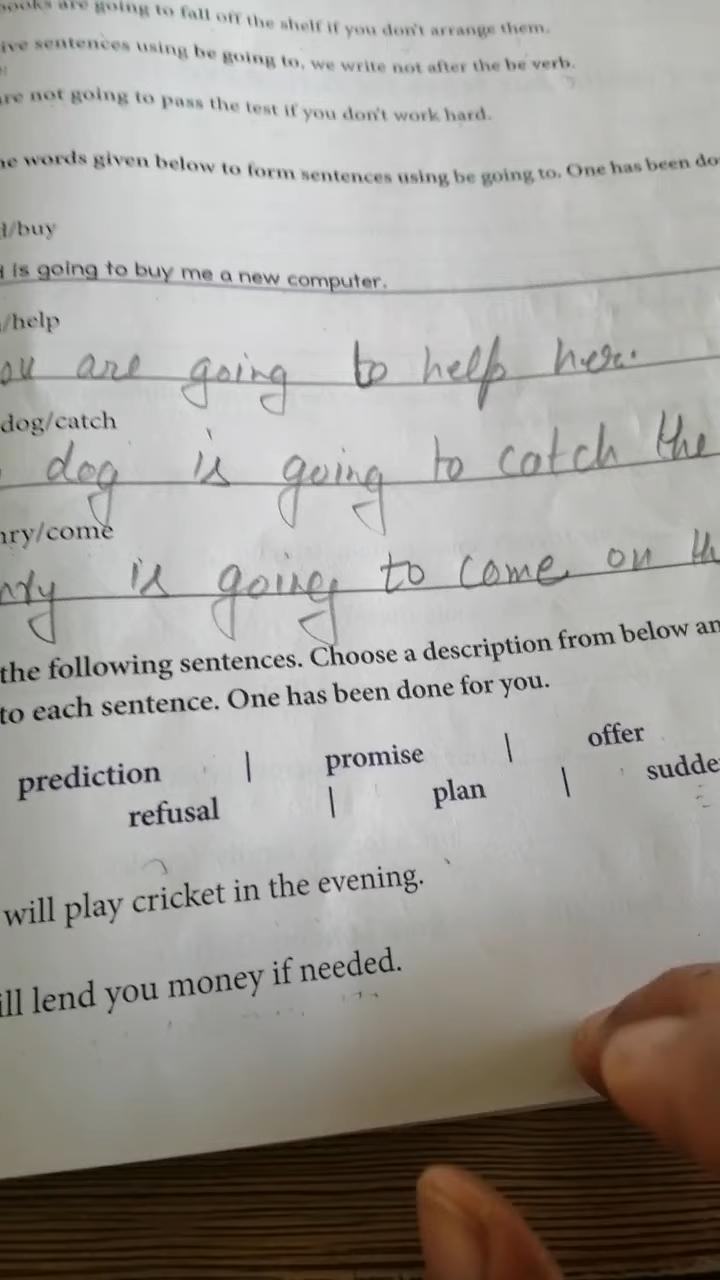 books are going to fall off the shelf if you don't arrange them.
ive sentences using be going to, we write not after the be verb.
are not going to pass the test if you don't work hard.
he words given below to form sentences using be going to. One has been do
d/buy
d is going to buy me a new computer.
/help
ou are going to help her.
dog/catch
dog is going to catch the
nry/come
nry is going to come on th
the following sentences. Choose a description from below an
to each sentence. One has been done for you.
prediction | promise | offer
refusal | plan | sudde
will play cricket in the evening.
ill lend you money if needed.